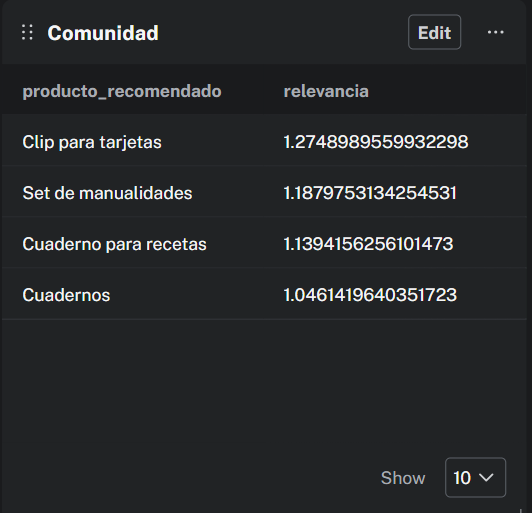 Comunidad Edit
producto_recomendado relevancia
Clip para tarjetas 1.2748989559932298
Set de manualidades 1.1879753134254531
Cuaderno para recetas 1.1394156256101473
Cuadernos 1.0461419640351723
Show 10